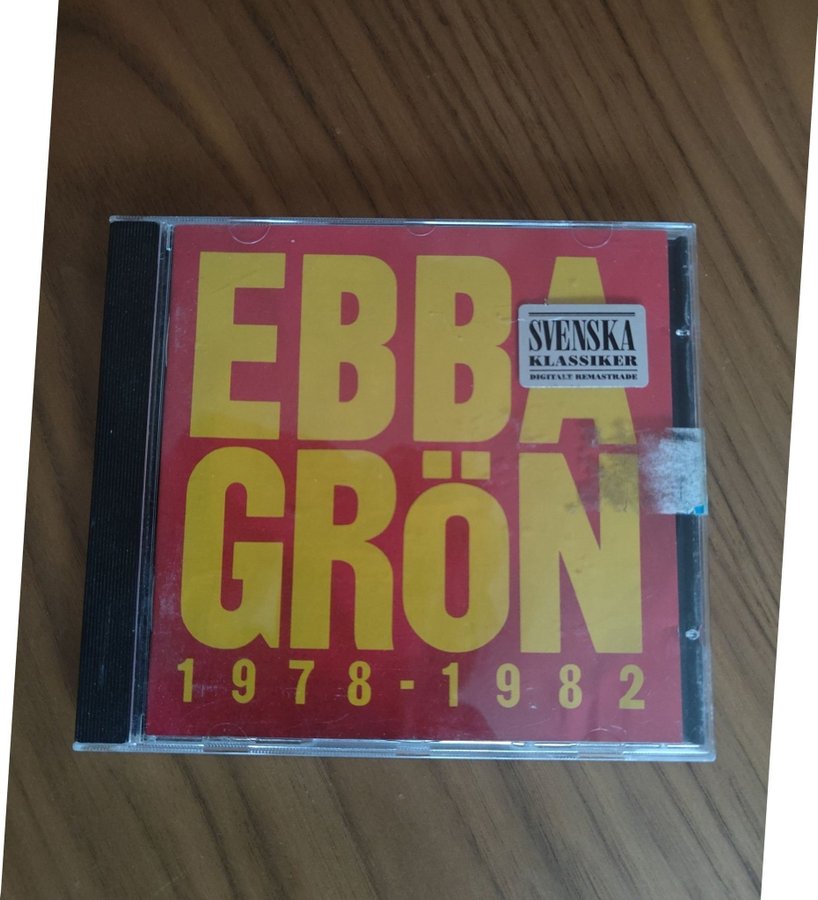 EBBA
SVENSKA
KLASSIKER
DIGITALT REMASTRADE
GRÖN
1978-1982